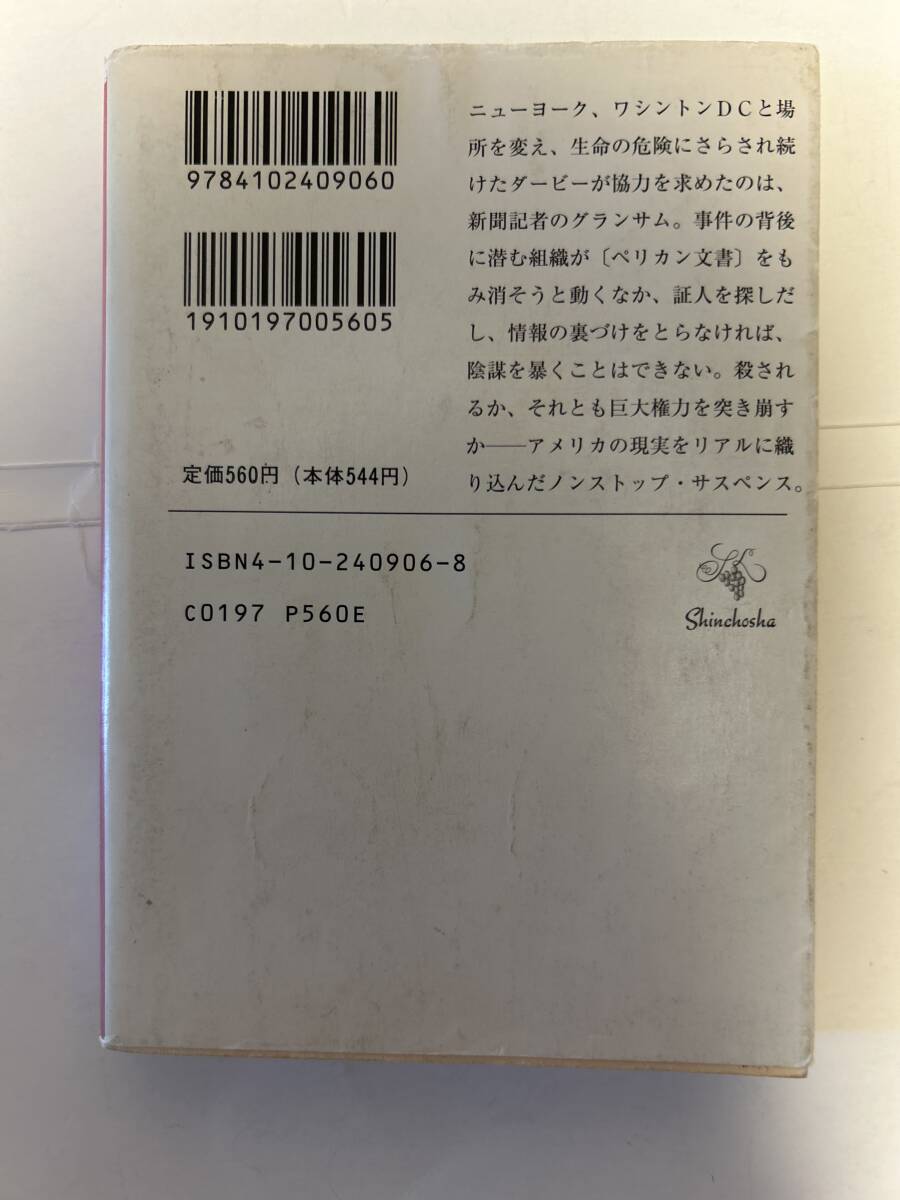 9784102409060
1910197005605
定価560円（本体544円）
ニューヨーク、ワシントンＤＣと場
所を変え、生命の危険にさらされ続
けたダービーが協力を求めたのは、
新聞記者のグランサム。事件の背後
に潜む組織が〔ペリカン文書〕をも
み消そうと動くなか、証人を探しだ
し、情報の裏づけをとらなければ、
陰謀を暴くことはできない。殺され
るか、それとも巨大権力を突き崩す
か──アメリカの現実をリアルに織
り込んだノンストップ・サスペンス。
ISBN4-10-240906-8
C0197 P560E
Shinchosha